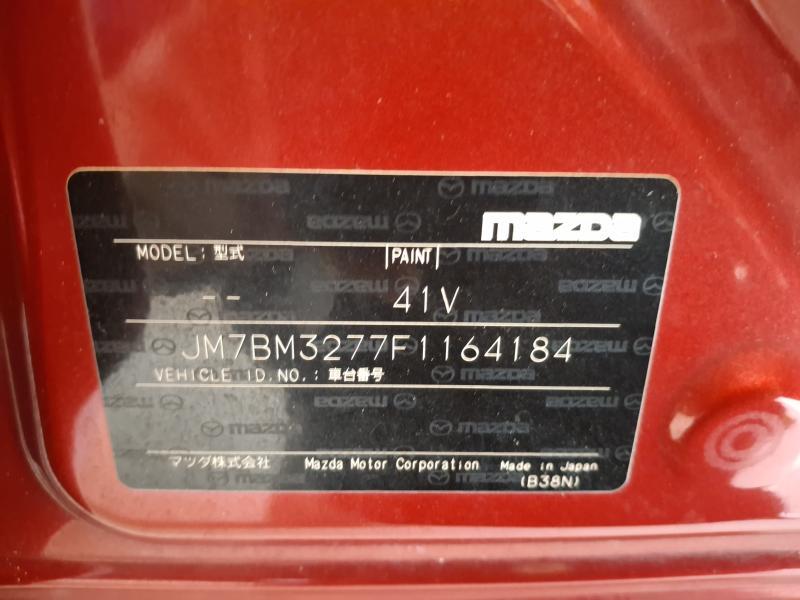 mazda
MODEL: 型式 PAINT
-- 41V
JM7BM3277F1164184
VEHICLE ID.NO.: 車台番号
マツダ株式会社 Mazda Motor Corporation Made in Japan
(B38N)